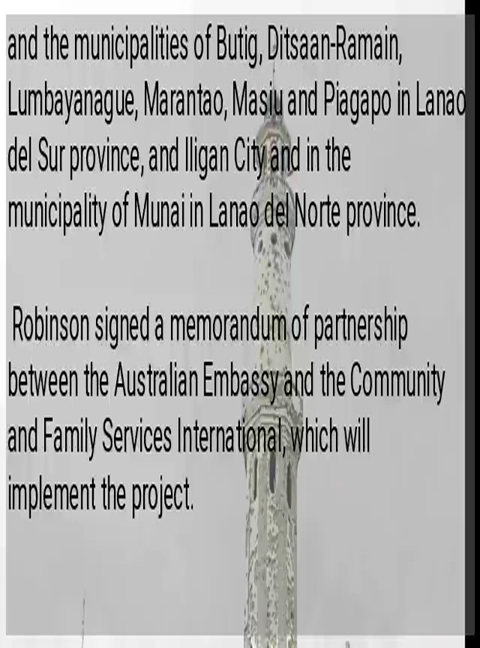 and the municipalities of Butig, Ditsaan-Ramain,
Lumbayanague, Marantao, Masiu and Piagapo in Lanao
del Sur province, and Iligan City and in the
municipality of Munai in Lanao del Norte province.
Robinson signed a memorandum of partnership
between the Australian Embassy and the Community
and Family Services International, which will
implement the project.